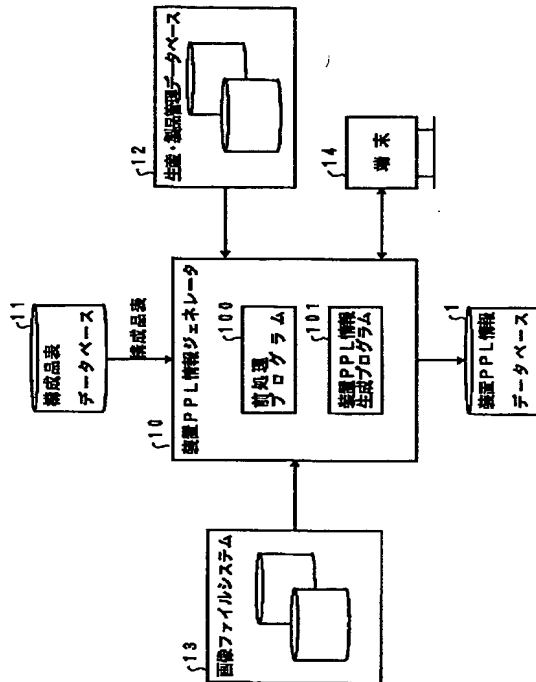 11
構成品表
データベース
構成品表
12
生産・製品管理データベース
10
装置PPL情報ジェネレータ
100
前処理
プログラム
101
装置PPL情報
生成プログラム
13
画像ファイルシステム
14
端末
1
装置PPL情報
データベース